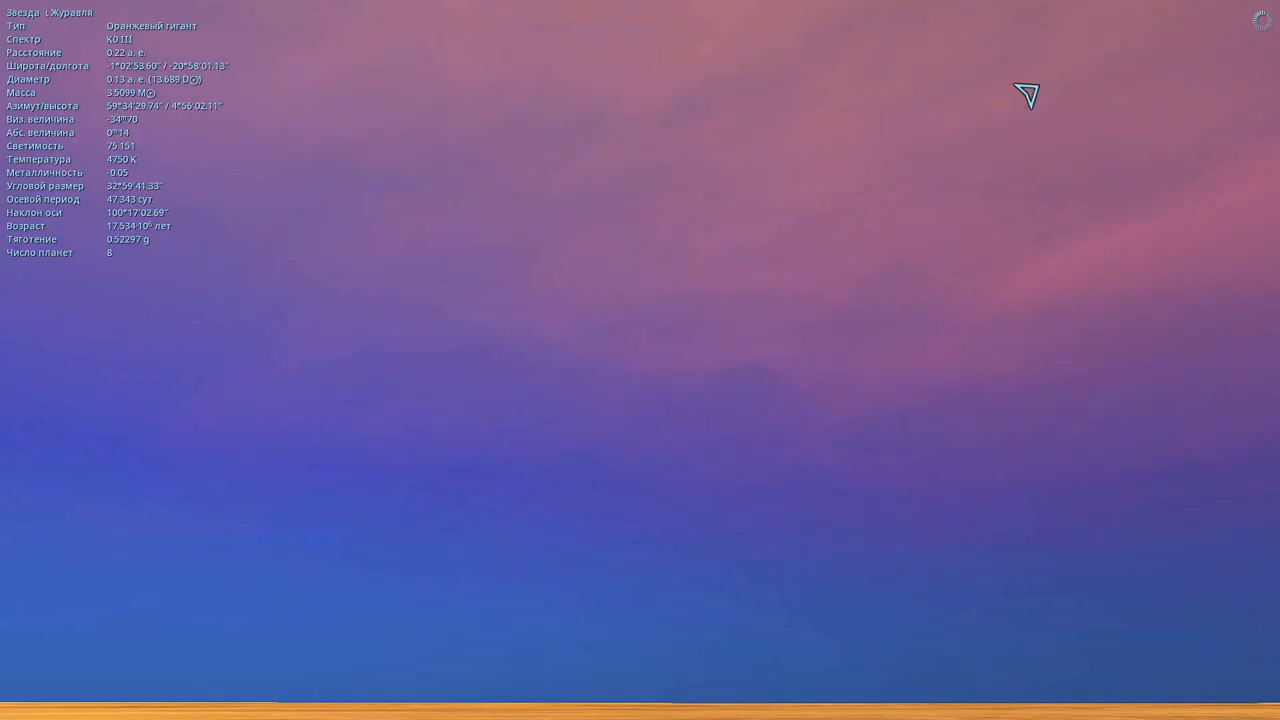 Звезда ι Журавля
Тип Оранжевый гигант
Спектр K0 III
Расстояние 0.22 а. е.
Широта/долгота -1°02'53.60" / -20°58'01.13"
Диаметр 0.13 а. е. (13.689 D☉)
Масса 3.5099 M☉
Азимут/высота 59°34'29.74" / 4°56'02.11"
Виз. величина -34ᵐ70
Абс. величина 0ᵐ14
Светимость 75.151
Температура 4750 K
Металличность -0.05
Угловой размер 32°59'41.33"
Осевой период 47.343 сут.
Наклон оси 100°17'02.69"
Возраст лет
Тяготение 0.52297 g
Число планет 8